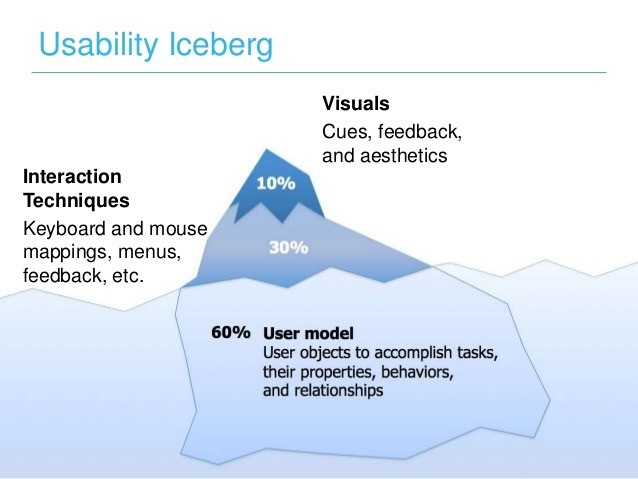 Usability Iceberg
Visuals
Cues, feedback,
and aesthetics
Interaction
Techniques
Keyboard and mouse
mappings, menus,
feedback, etc.
10%
30%
60% User model
User objects to accomplish tasks,
their properties, behaviors,
and relationships